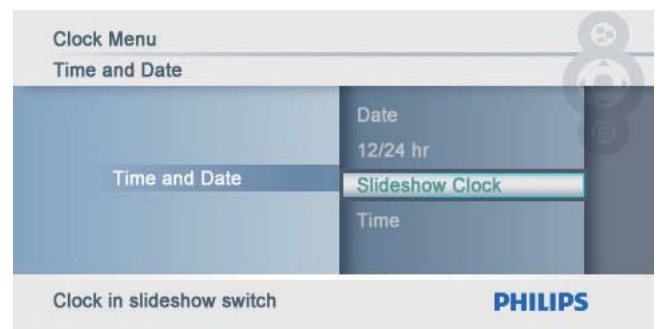 Clock Menu
Time and Date
Date
12/24 hr
Time and Date
Slideshow Clock
Time
Clock in slideshow switch
PHILIPS